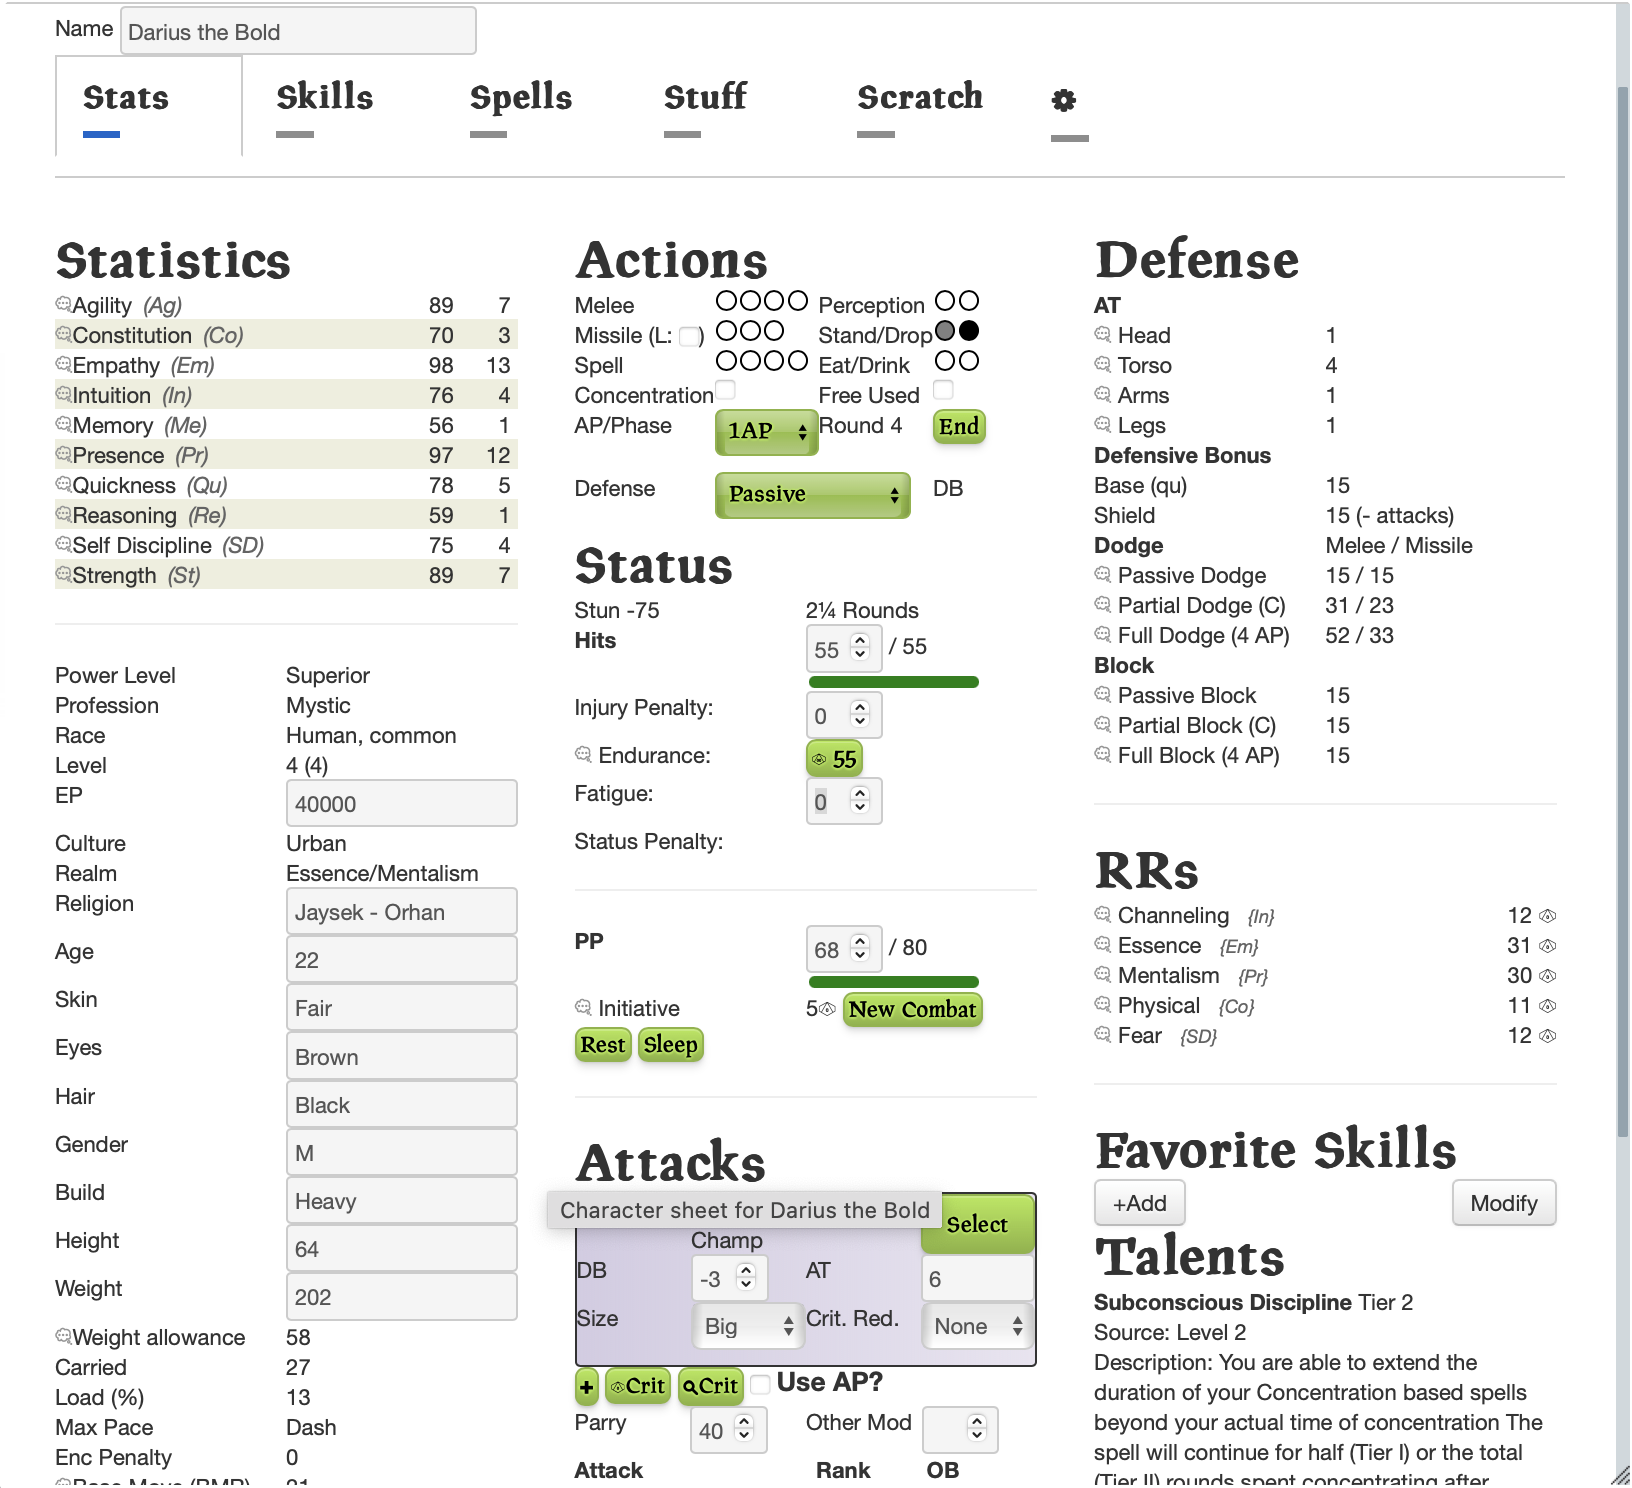 Name Darius the Bold
Stats Skills Spells Stuff Scratch
Statistics
Agility (Ag) 89 7
Constitution (Co) 70 3
Empathy (Em) 98 13
Intuition (In) 76 4
Memory (Me) 56 1
Presence (Pr) 97 12
Quickness (Qu) 78 5
Reasoning (Re) 59 1
Self Discipline (SD) 75 4
Strength (St) 89 7
Power Level Superior
Profession Mystic
Race Human, common
Level 4 (4)
EP 40000
Culture Urban
Realm Essence/Mentalism
Religion Jaysek - Orhan
Age 22
Skin Fair
Eyes Brown
Hair Black
Gender M
Build Heavy
Height 64
Weight 202
Weight allowance 58
Carried 27
Load (%) 13
Max Pace Dash
Enc Penalty 0
Actions
Melee Perception
Missile (L: ) Stand/Drop
Spell Eat/Drink
Concentration Free Used
AP/Phase 1AP Round 4 End
Defense Passive DB
Status
Stun -75 2¼ Rounds
Hits 55 / 55
Injury Penalty: 0
Endurance: 55
Fatigue: 0
Status Penalty:
PP 68 / 80
Initiative 5 New Combat
Rest Sleep
Attacks
Character sheet for Darius the Bold
Select
Champ
DB -3 AT 6
Size Big Crit. Red. None
+ Crit Crit Use AP?
Parry 40 Other Mod
Attack Rank OB
Defense
AT
Head 1
Torso 4
Arms 1
Legs 1
Defensive Bonus
Base (qu) 15
Shield 15 (- attacks)
Dodge Melee / Missile
Passive Dodge 15 / 15
Partial Dodge (C) 31 / 23
Full Dodge (4 AP) 52 / 33
Block
Passive Block 15
Partial Block (C) 15
Full Block (4 AP) 15
RRs
Channeling {In} 12
Essence {Em} 31
Mentalism {Pr} 30
Physical {Co} 11
Fear {SD} 12
Favorite Skills
+Add Modify
Talents
Subconscious Discipline Tier 2
Source: Level 2
Description: You are able to extend the
duration of your Concentration based spells
beyond your actual time of concentration The
spell will continue for half (Tier I) or the total
(Tier II) rounds spent concentrating after